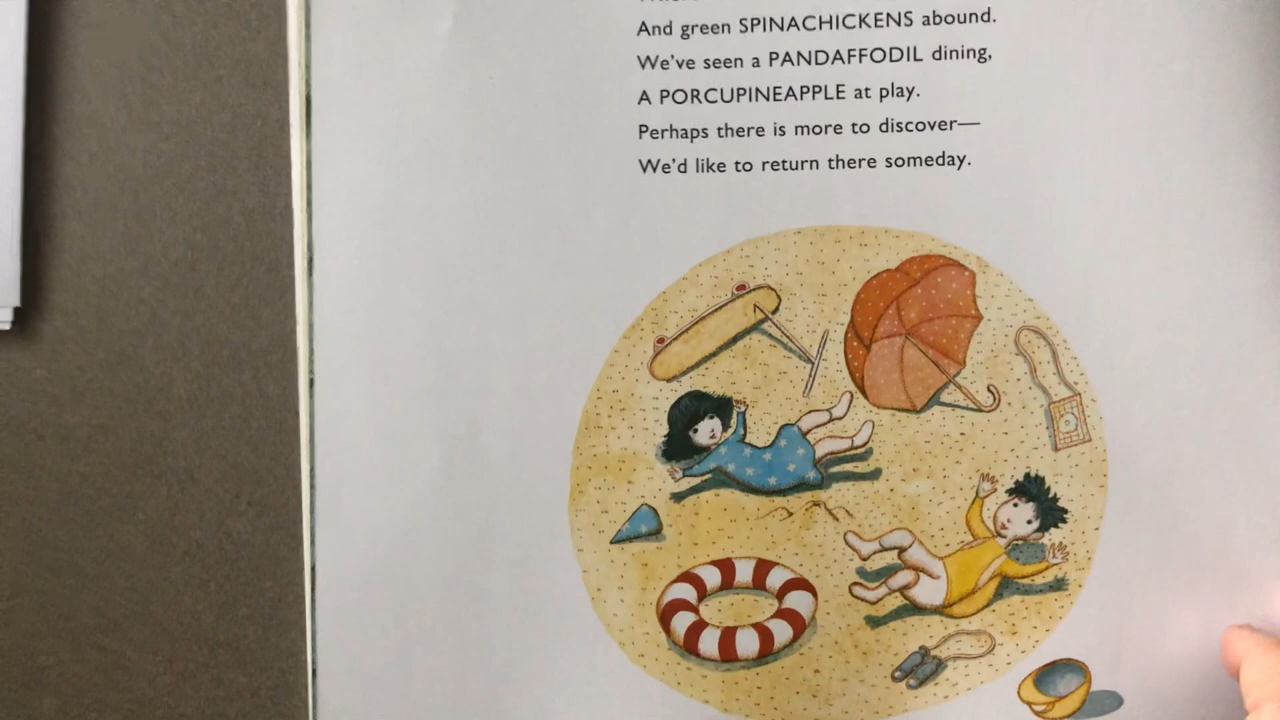 And green SPINACHICKENS abound.
We've seen a PANDAFFODIL dining,
A PORCUPINEAPPLE at play.
Perhaps there is more to discover—
We'd like to return there someday.